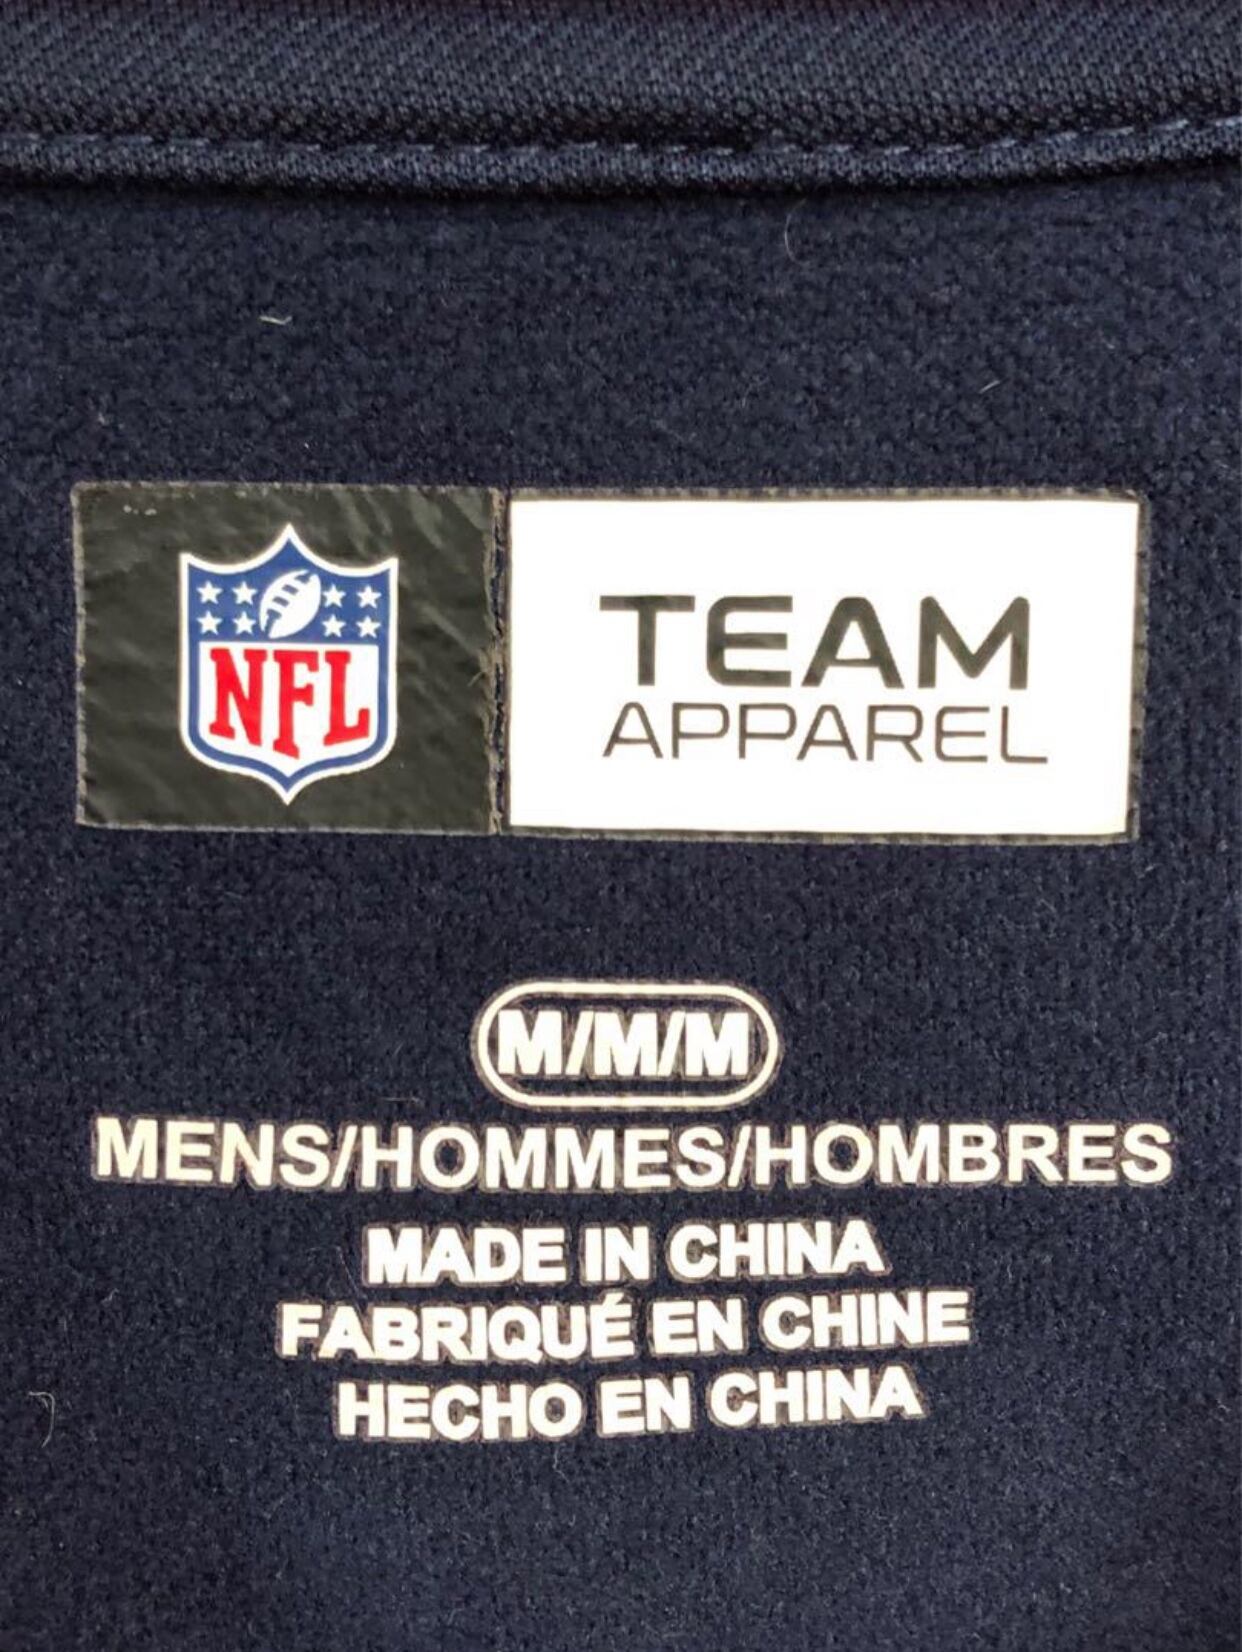 NFL
TEAM
APPAREL
M/M/M
MENS/HOMMES/HOMBRES
MADE IN CHINA
FABRIQUÉ EN CHINE
HECHO EN CHINA